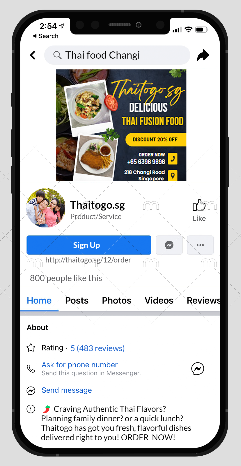 2:54
Search
Thai food Changi
Thaitogo.sg
DELICIOUS
THAI FUSION FOOD
DISCOUNT 20% OFF
ORDER NOW
+65 6396 9996
218 Changi Road
Singapore
Thaitogo.sg
Product/Service
Like
Sign Up
http://thaitogo.sg/12/order
800 people like this
Home Posts Photos Videos Reviews
About
Rating · 5 (483 reviews)
Ask for phone number
Send this question in Messenger
Send message
🌶️ Craving Authentic Thai Flavors?
Planning family dinner? or a quick lunch?
Thaitogo has got you fresh, flavorful dishes
delivered right to you! ORDER NOW!